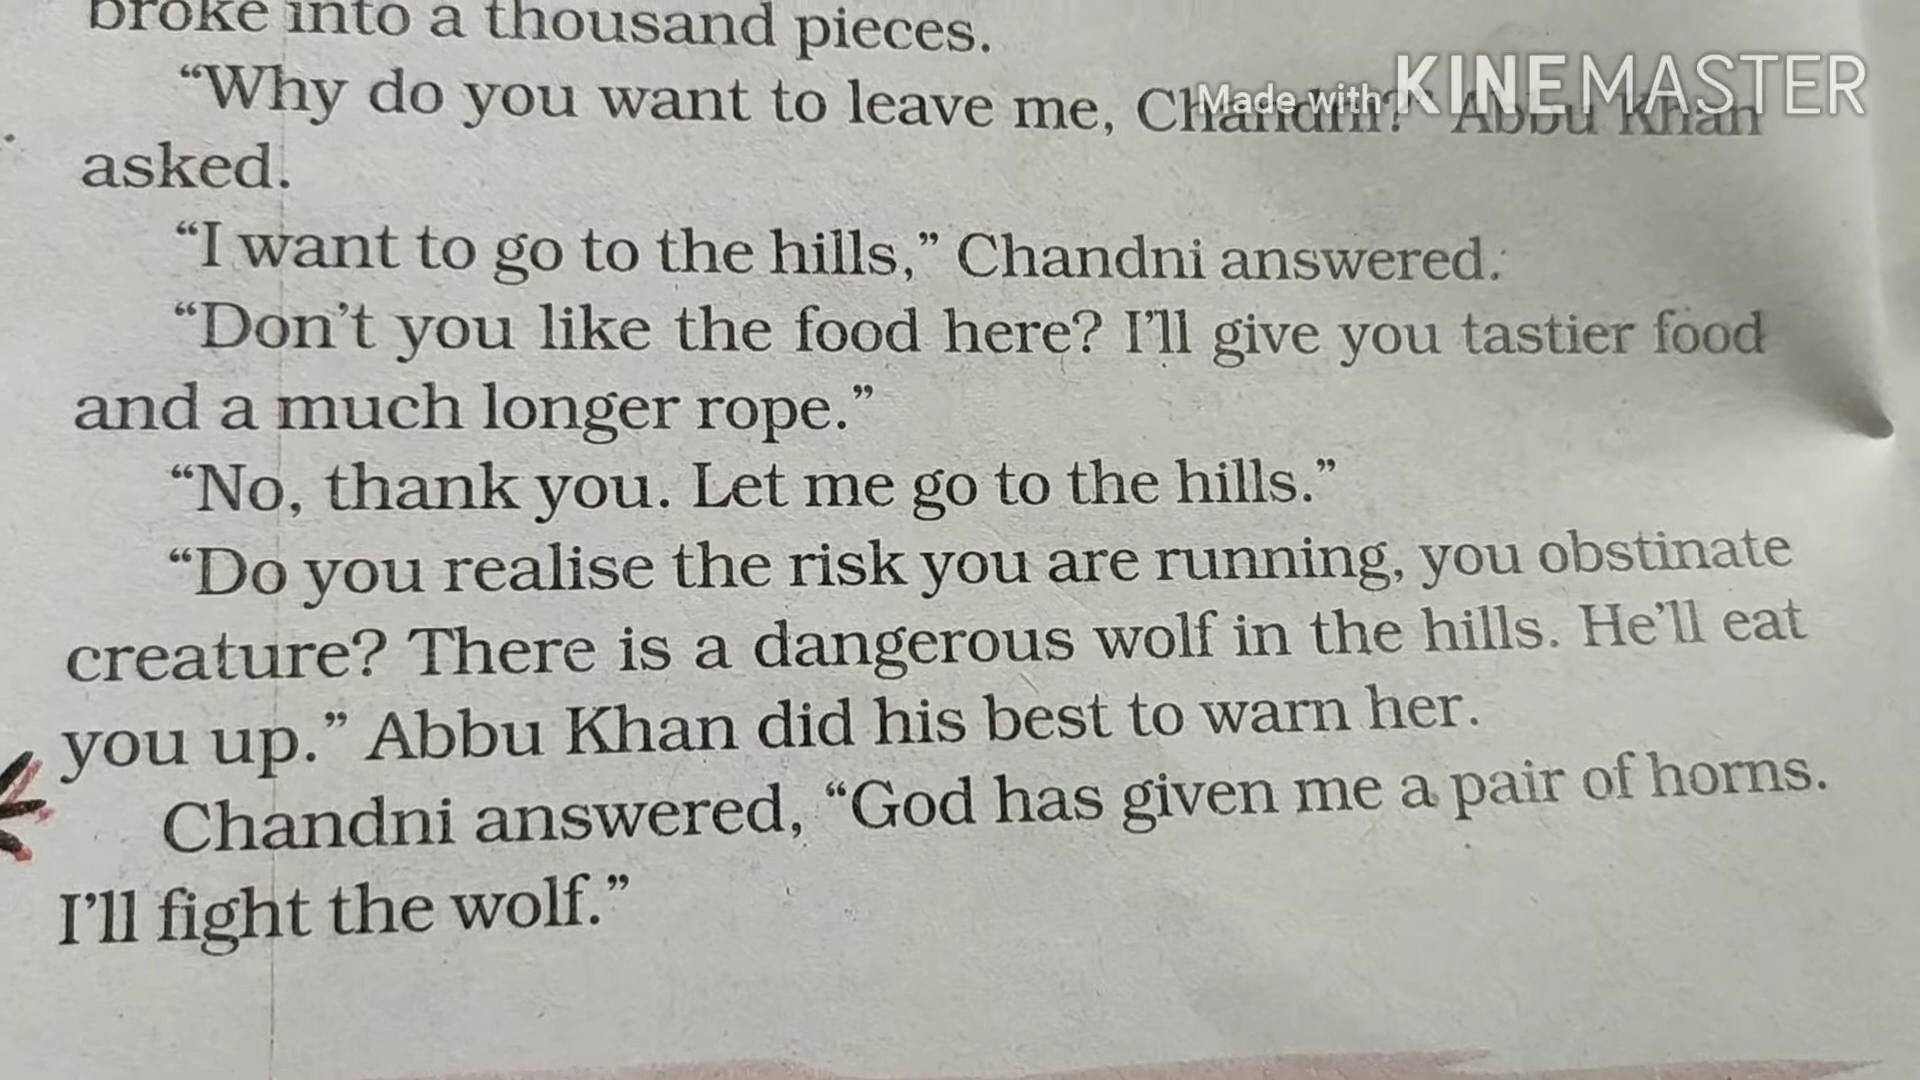 broke into a thousand pieces.
“Why do you want to leave me, Chandni?” Abbu Khan
Made with KINEMASTER
asked.
“I want to go to the hills,” Chandni answered.
“Don’t you like the food here? I’ll give you tastier food
and a much longer rope.”
“No, thank you. Let me go to the hills.”
“Do you realise the risk you are running, you obstinate
creature? There is a dangerous wolf in the hills. He’ll eat
you up.” Abbu Khan did his best to warn her.
Chandni answered, “God has given me a pair of horns.
I’ll fight the wolf.”